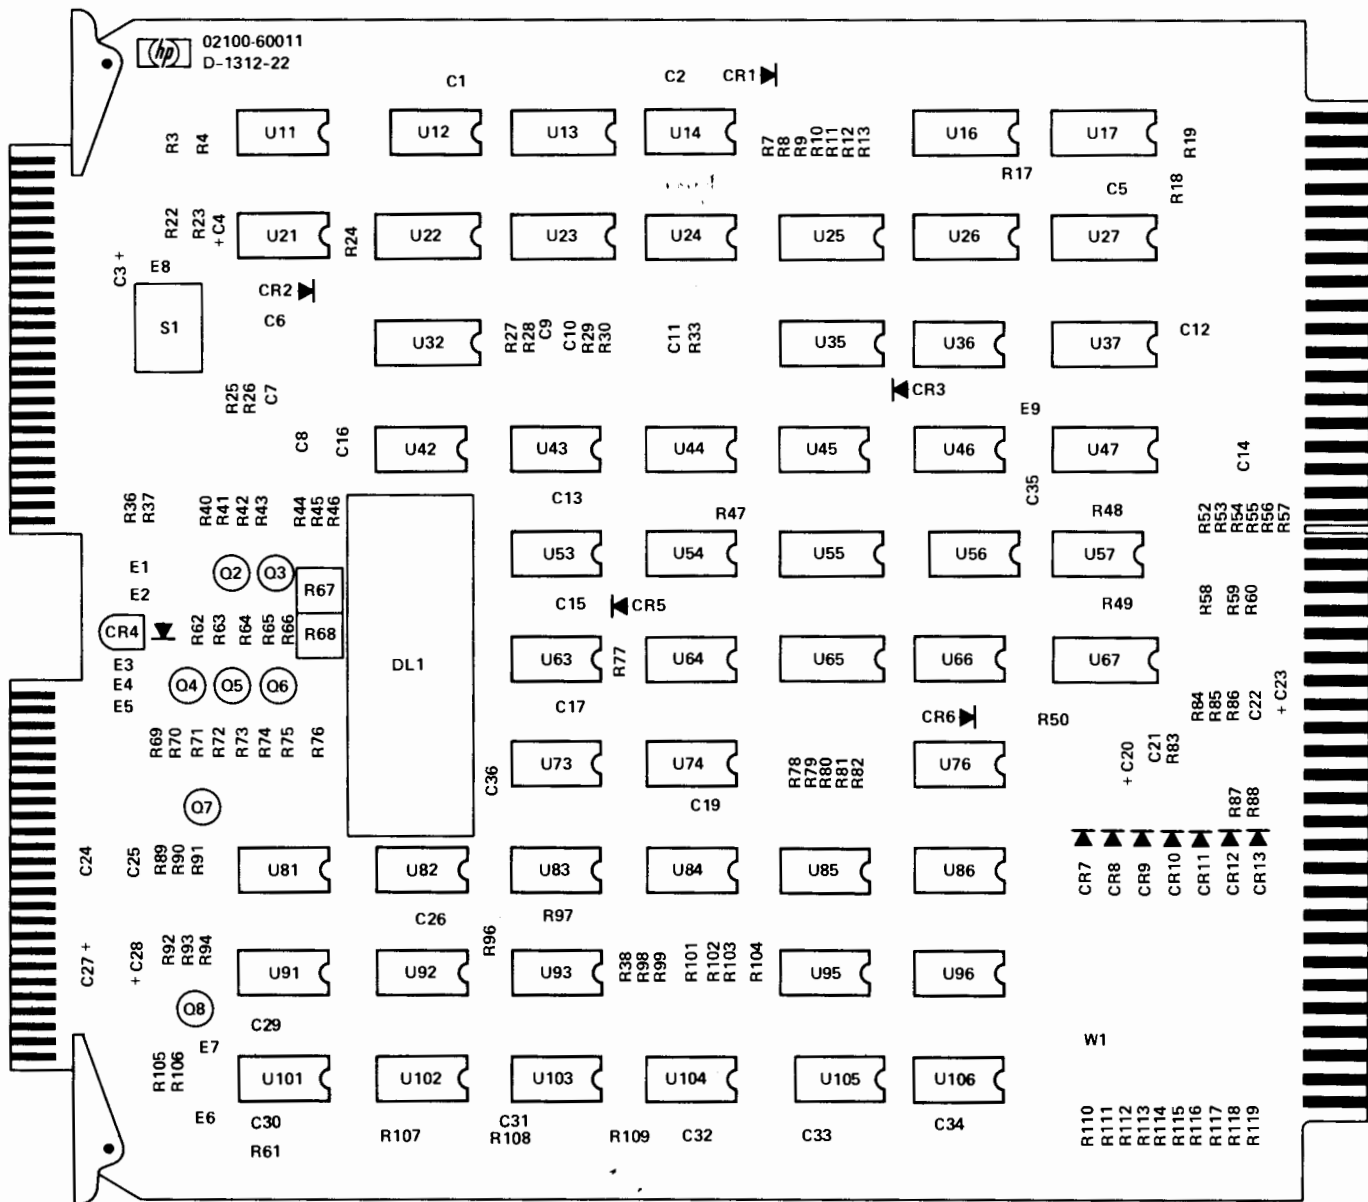 hp 02100-60011
D-1312-22
C1 C2 CR1
R3 R4 U11 U12 U13 U14 R7 R8 R9 R10 R11 R12 R13 U16 U17 R19
R17 C5 R18
R22 R23 +C4 U21 R24 U22 U23 U24 U25 U26 U27
C3+ E8 CR2
S1 C6 U32 R27 R28 C9 C10 R29 R30 C11 R33 U35 U36 U37 C12
R25 R26 C7 CR3
E9
C8 C16 U42 U43 U44 U45 U46 U47 C14
C13 C35
R36 R37 R40 R41 R42 R43 R44 R45 R46 R47 R48 R52 R53 R54 R55 R56 R57
U53 U54 U55 U56 U57
E1 Q2 Q3 R67
E2 C15 CR5 R49 R58 R59 R60
CR4 R62 R63 R64 R65 R66 R68
E3 DL1 U63 R77 U64 U65 U66 U67
E4 Q4 Q5 Q6
E5 C17 CR6 R50 R84 R85 R86 C22 +C23
R69 R70 R71 R72 R73 R74 R75 R76 +C20 C21 R83
C36 U73 U74 R78 R79 R80 R81 R82 U76
Q7 C19 R87 R88
C24 C25 R89 R90 R91 U81 U82 U83 U84 U85 U86 CR7 CR8 CR9 CR10 CR11 CR12 CR13
C26 R97
C27+ +C28 R92 R93 R94 U91 U92 R96 U93 R38 R98 R99 R101 R102 R103 R104 U95 U96
Q8
C29
E7 W1
R105 R106 U101 U102 U103 U104 U105 U106
E6 C30 C31 C34
R107 R108 R109 C32 C33 R110 R111 R112 R113 R114 R115 R116 R117 R118 R119
R61